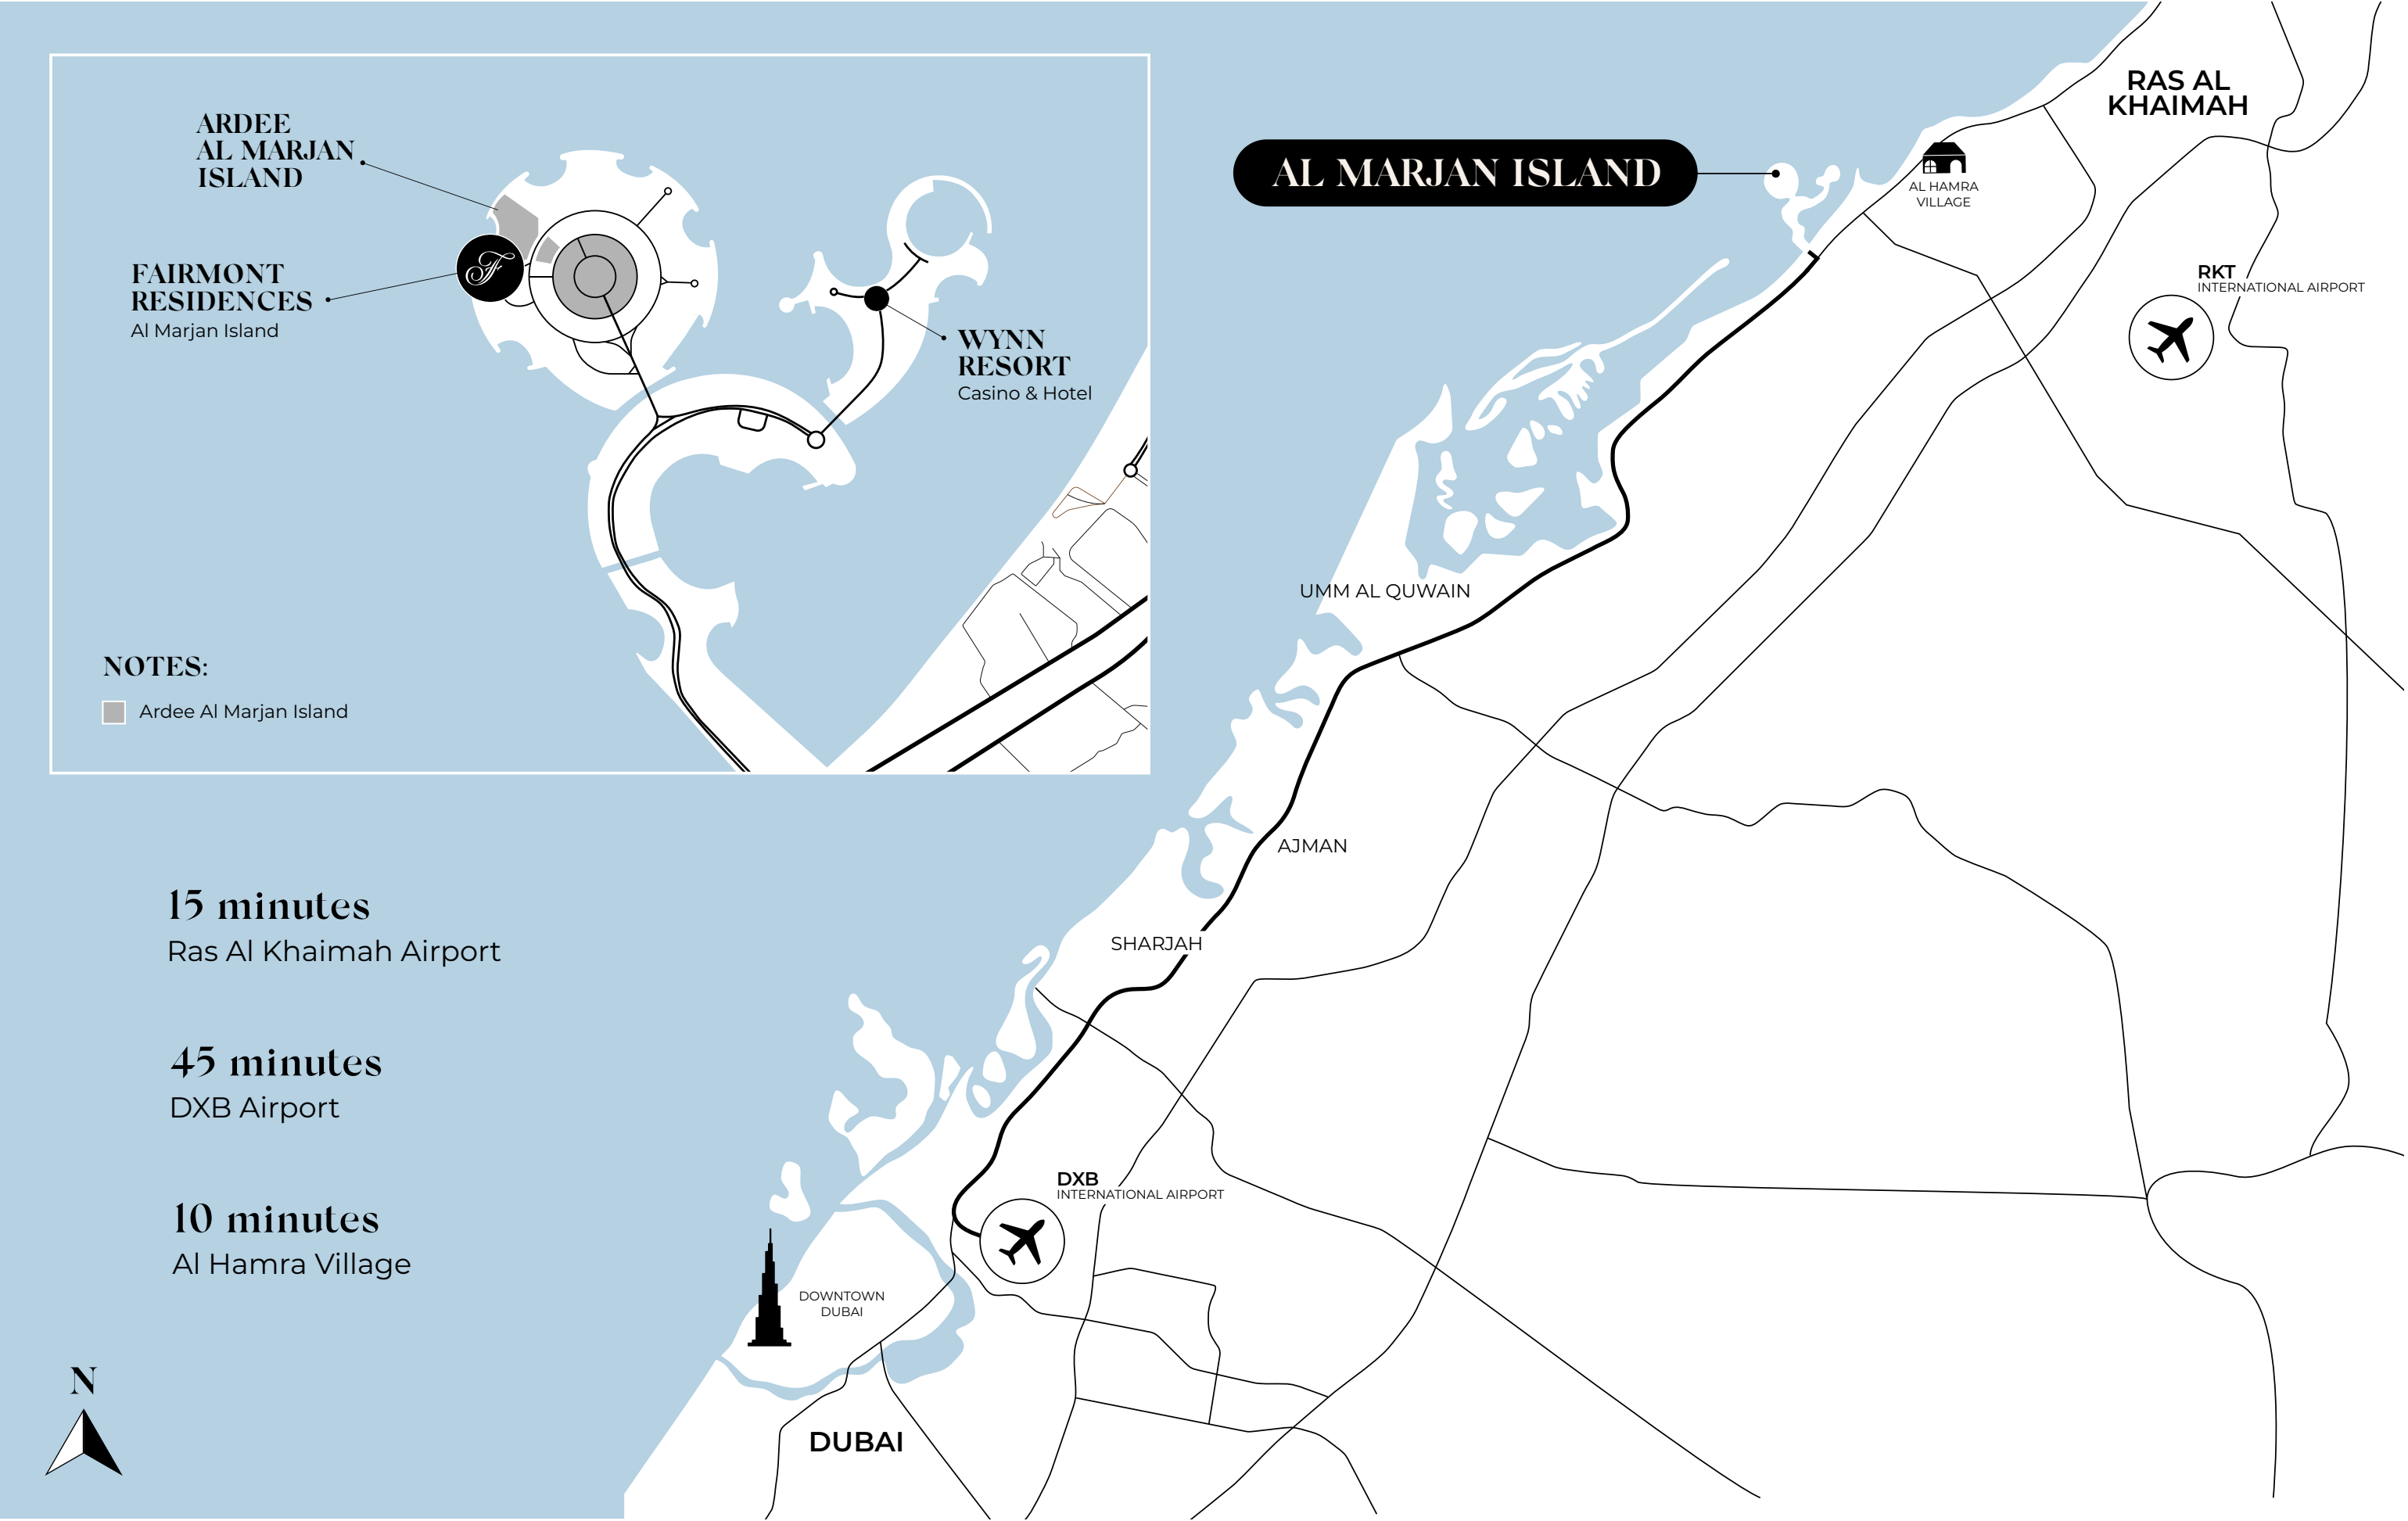 ARDEE
AL MARJAN
ISLAND
FAIRMONT
RESIDENCES
Al Marjan Island
F
WYNN
RESORT
Casino & Hotel
NOTES:
Ardee Al Marjan Island
AL MARJAN ISLAND
RAS AL
KHAIMAH
AL HAMRA
VILLAGE
RKT
INTERNATIONAL AIRPORT
UMM AL QUWAIN
AJMAN
SHARJAH
DXB
INTERNATIONAL AIRPORT
DOWNTOWN
DUBAI
DUBAI
15 minutes
Ras Al Khaimah Airport
45 minutes
DXB Airport
10 minutes
Al Hamra Village
N